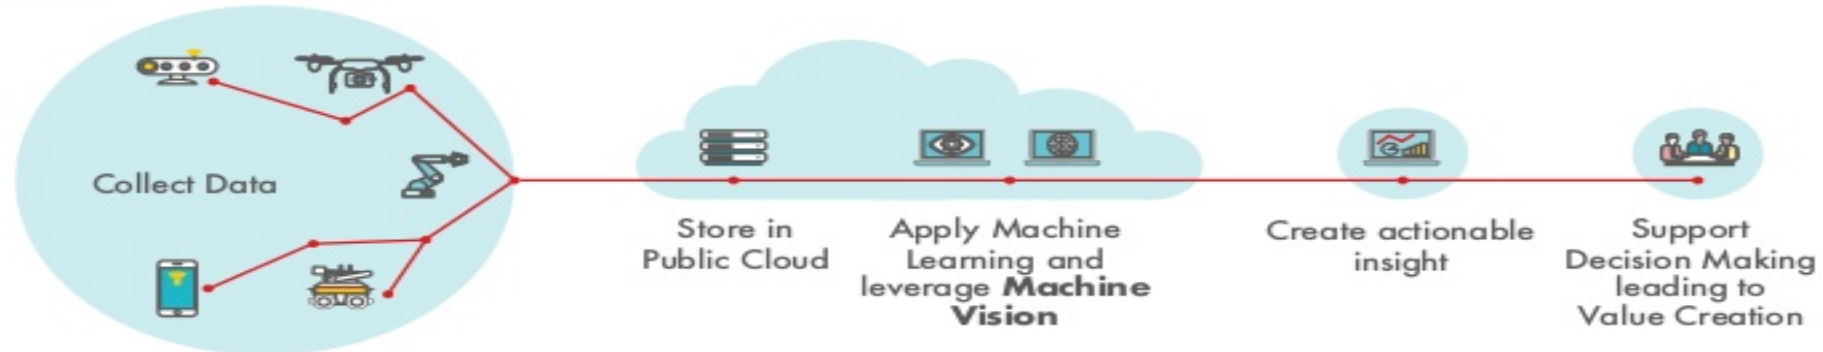 Collect Data
Store in
Public Cloud
Apply Machine
Learning and
leverage Machine
Vision
Create actionable
insight
Support
Decision Making
leading to
Value Creation